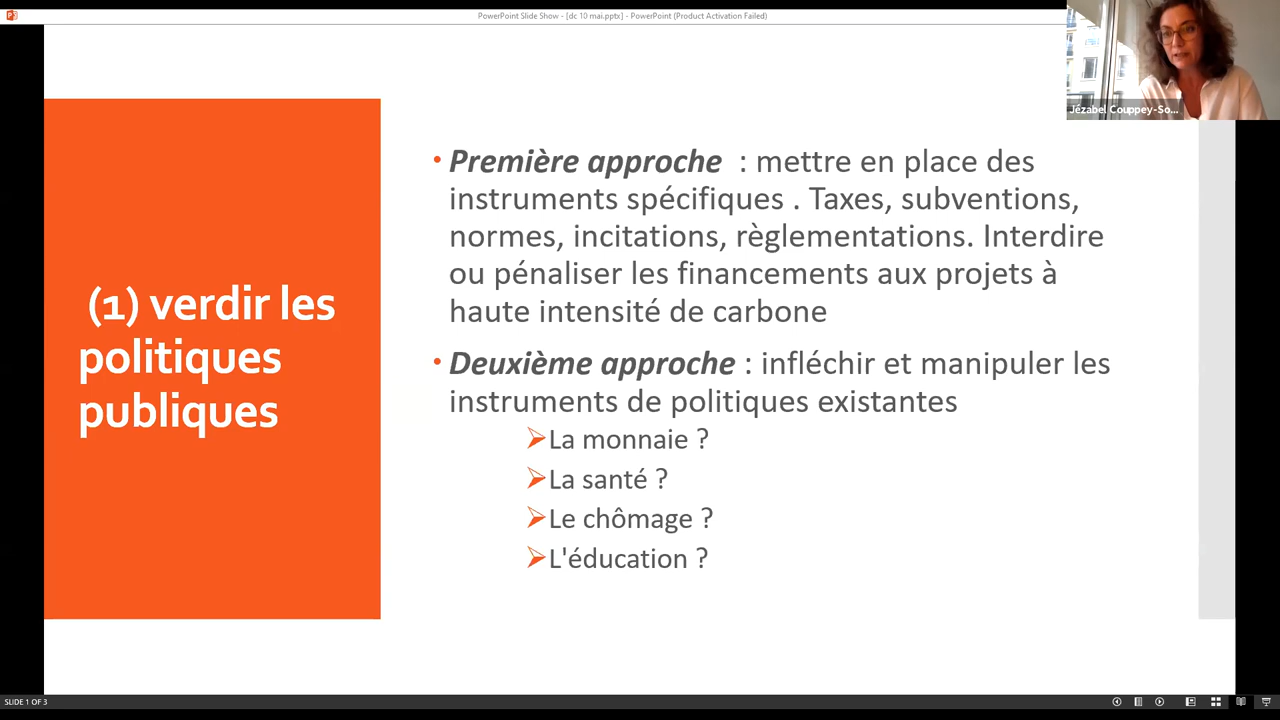 PowerPoint Slide Show - [dc 10 mai.pptx] - PowerPoint (Product Activation Failed)
Jézabel Couppey-So...
(1) verdir les
politiques
publiques
• Première approche : mettre en place des
instruments spécifiques . Taxes, subventions,
normes, incitations, règlementations. Interdire
ou pénaliser les financements aux projets à
haute intensité de carbone
• Deuxième approche : infléchir et manipuler les
instruments de politiques existantes
La monnaie ?
La santé ?
Le chômage ?
L'éducation ?
SLIDE 1 OF 3